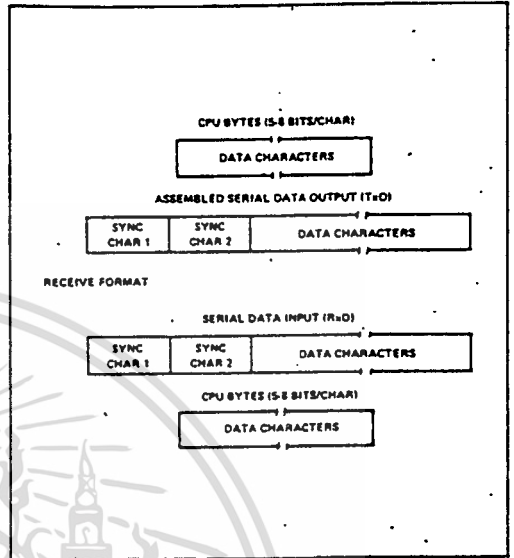 CPU BYTES (5-8 BITS/CHAR)
DATA CHARACTERS
ASSEMBLED SERIAL DATA OUTPUT (TxD)
SYNC CHAR 1
SYNC CHAR 2
DATA CHARACTERS
RECEIVE FORMAT
SERIAL DATA INPUT (RxD)
SYNC CHAR 1
SYNC CHAR 2
DATA CHARACTERS
CPU BYTES (5-8 BITS/CHAR)
DATA CHARACTERS